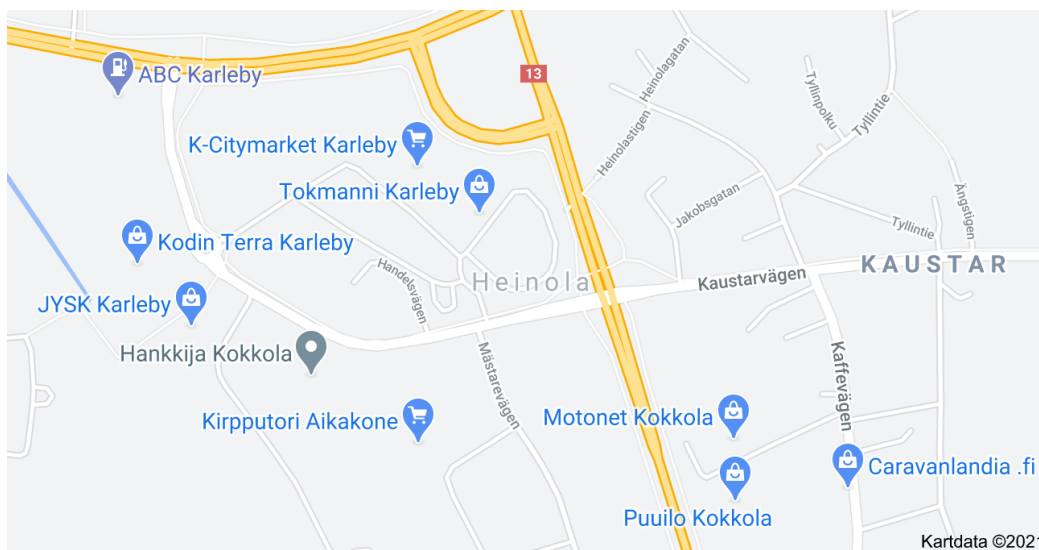 13
Heinolagatan
ABC Karleby
Tyllinpolku
Tyllintie
K-Citymarket Karleby
Heinolastigen
Tokmanni Karleby
Jakobsgatan
Ängstigen
Tyllintie
Kodin Terra Karleby
KAUSTAR
Handelsvägen
Heinola
Kaustarvägen
JYSK Karleby
Hankkija Kokkola
Mästarevägen
Kaffevägen
Kirpputori Aikakone
Motonet Kokkola
Caravanlandia .fi
Puuilo Kokkola
Kartdata ©2021